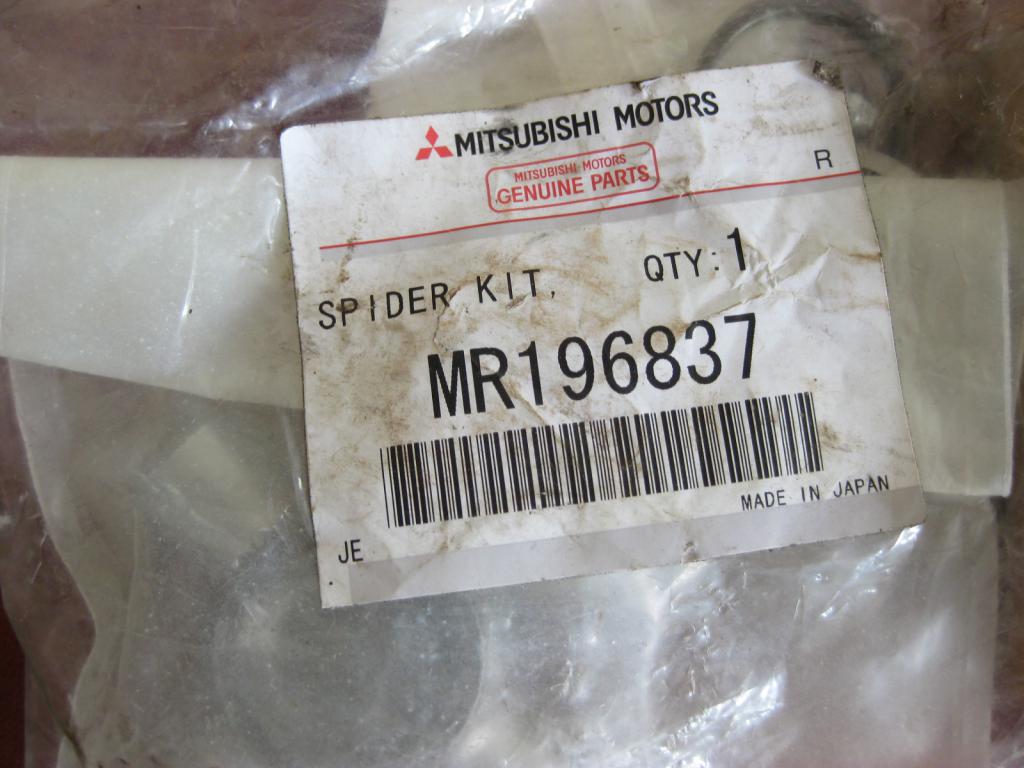 MITSUBISHI MOTORS
MITSUBISHI MOTORS
GENUINE PARTS
R
SPIDER KIT, QTY:1
MR196837
MADE IN JAPAN
JE